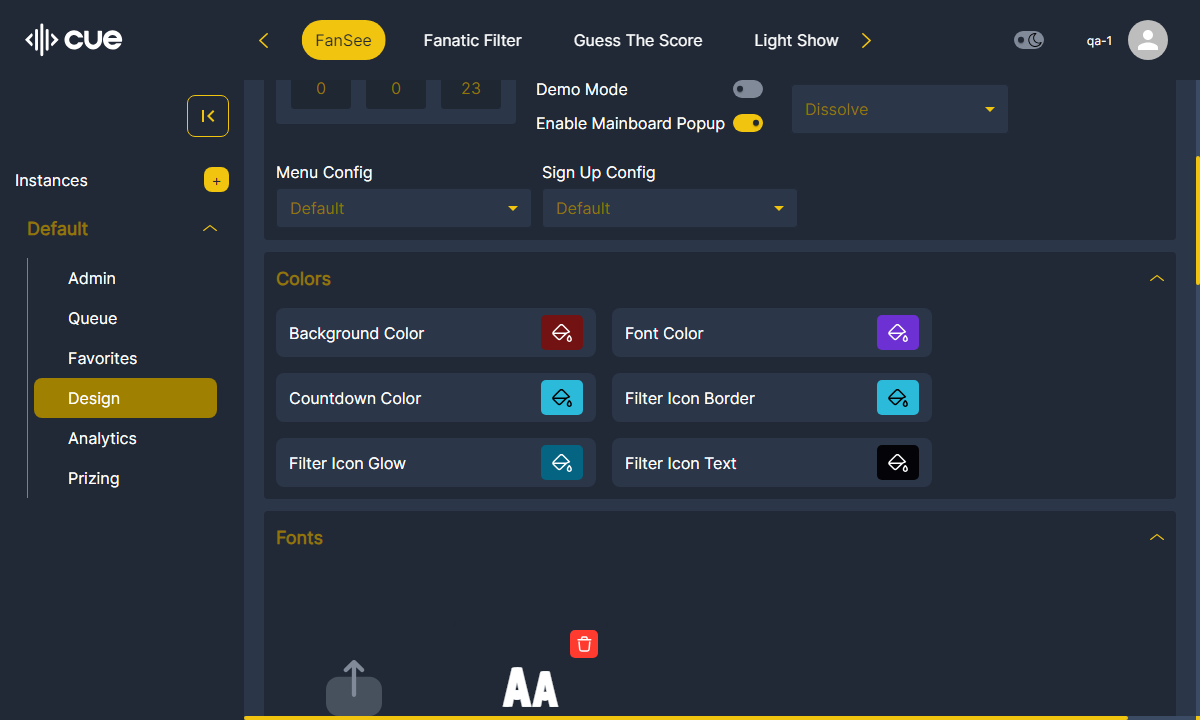 cue
FanSee
Fanatic Filter
Guess The Score
Light Show
qa-1
Instances
+
Default
Admin
Queue
Favorites
Design
Analytics
Prizing
0 0 23
Demo Mode
Enable Mainboard Popup
Dissolve
Menu Config
Sign Up Config
Default
Default
Colors
Background Color
Font Color
Countdown Color
Filter Icon Border
Filter Icon Glow
Filter Icon Text
Fonts
AA